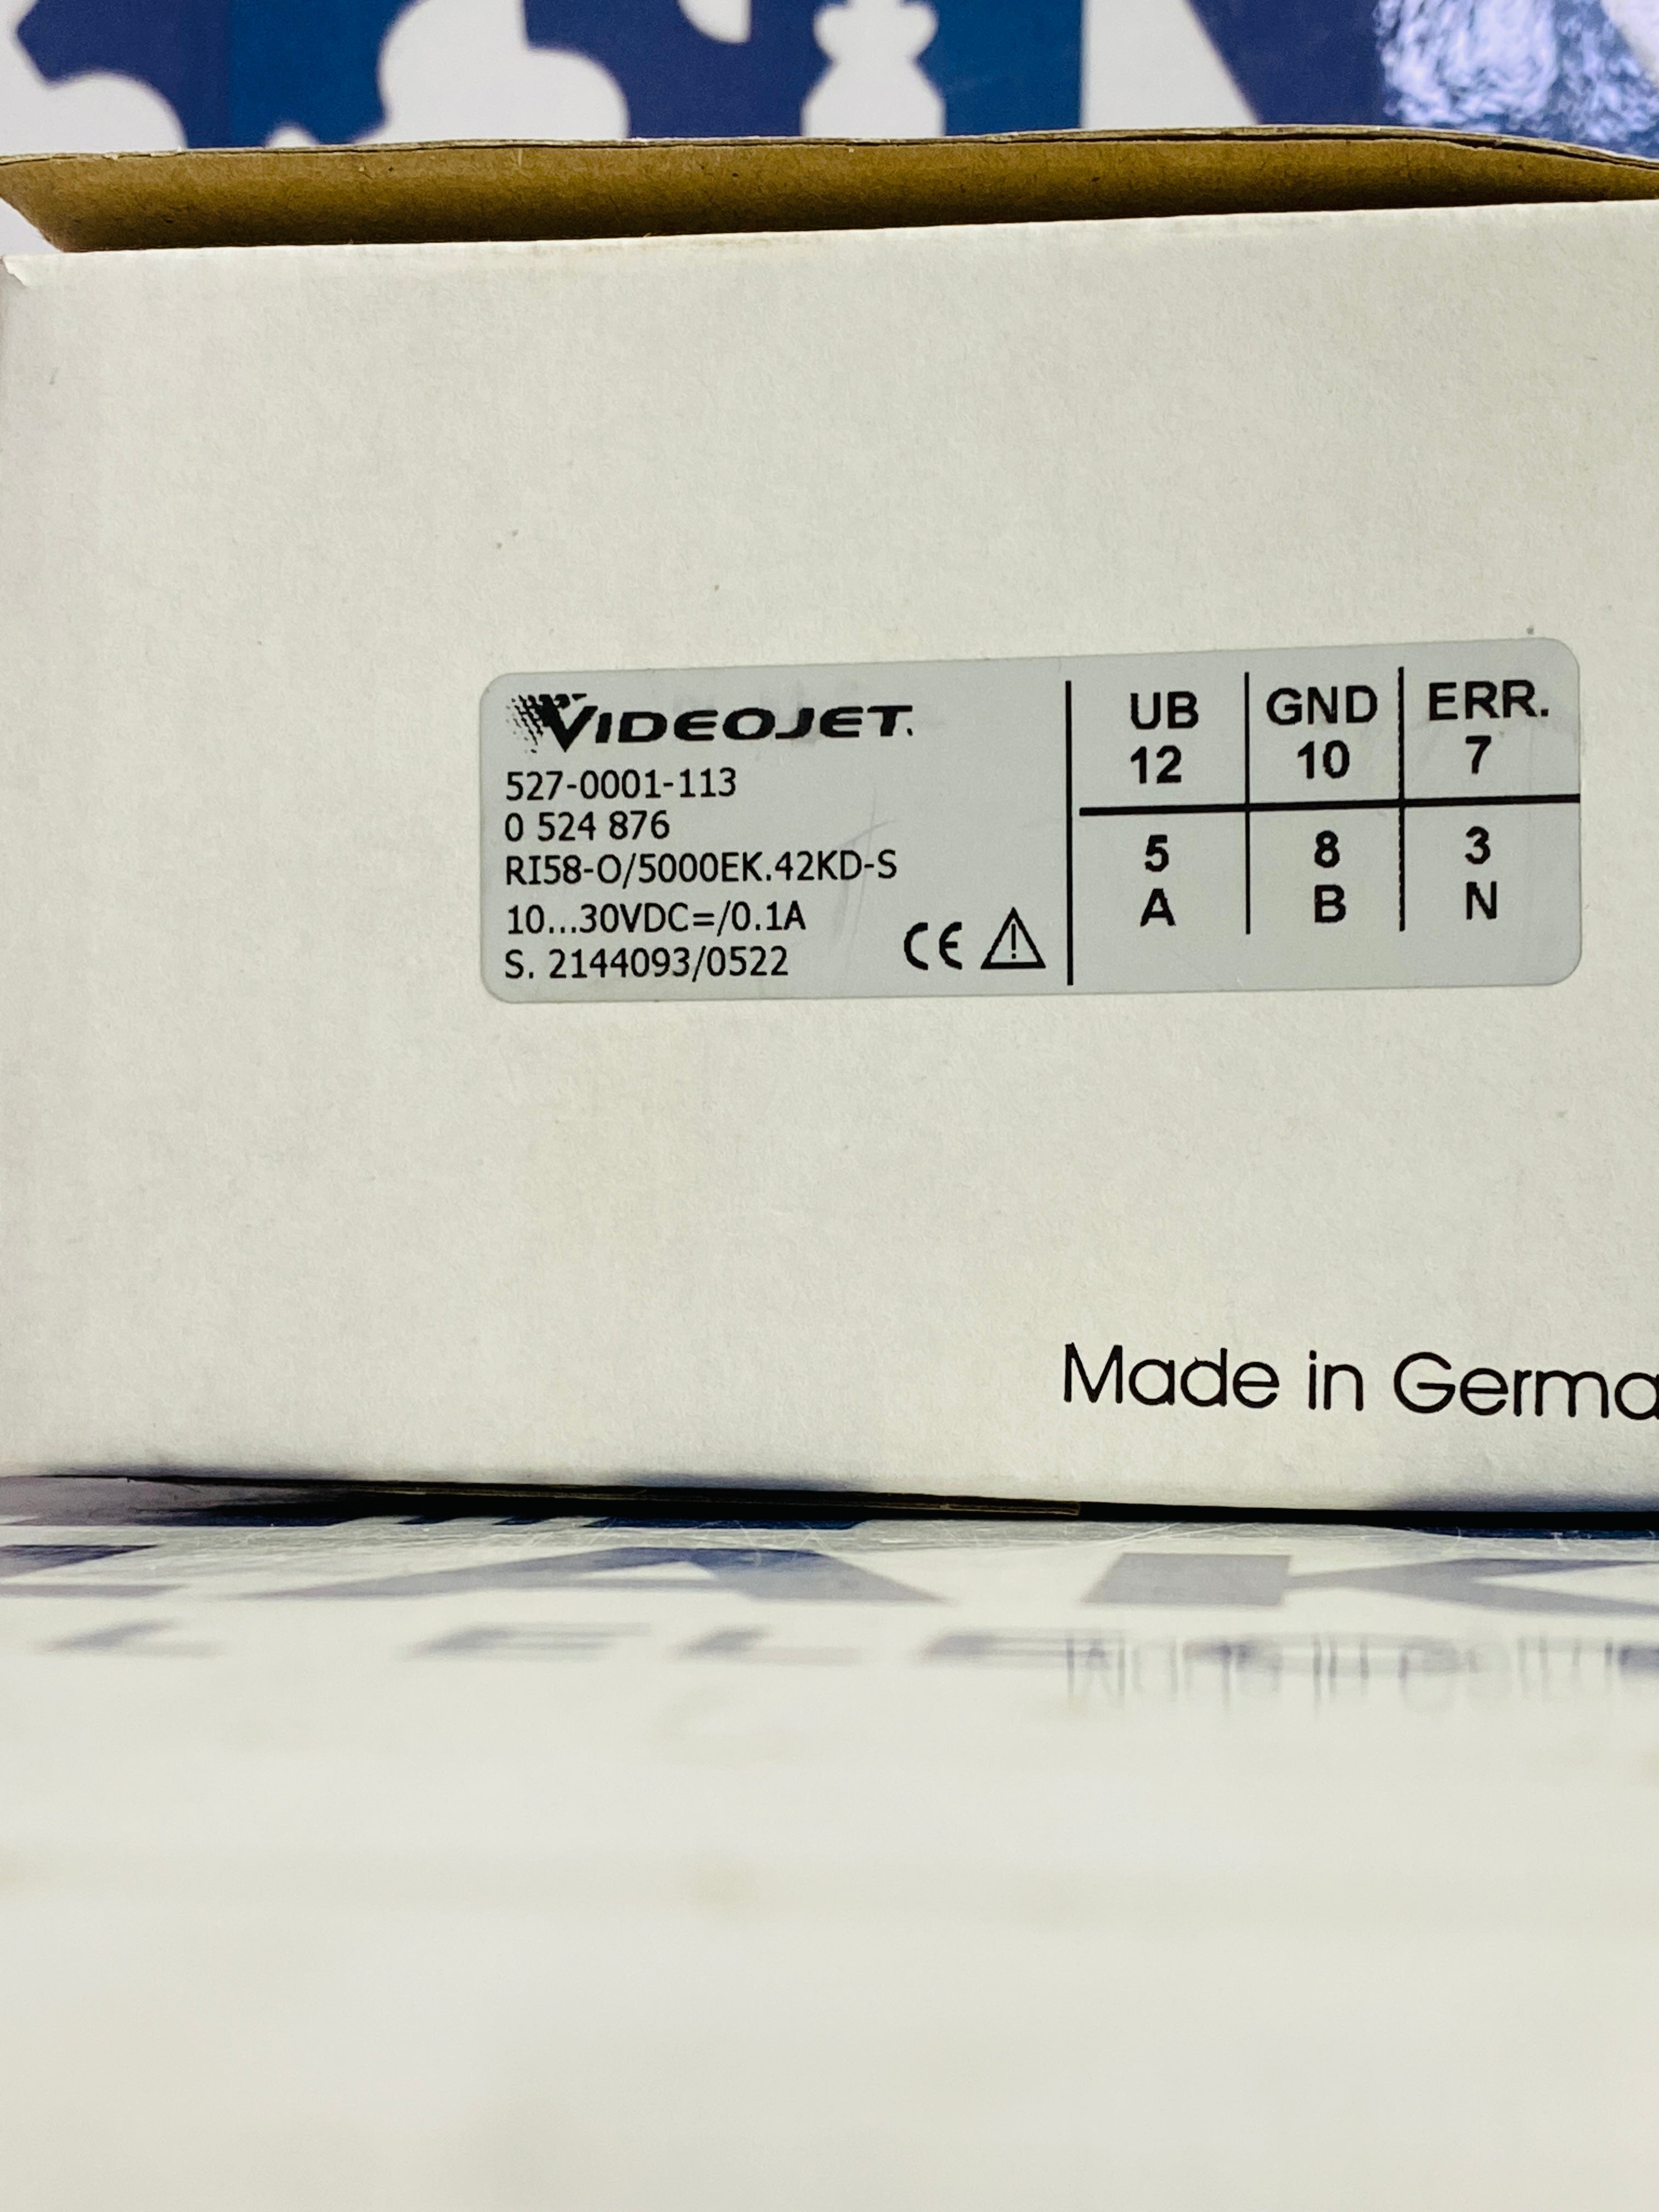 VIDEOJET
527-0001-113
0 524 876
RI58-O/5000EK.42KD-S
10...30VDC=/0.1A
S. 2144093/0522
CE
UB GND ERR.
12 10 7
5 8 3
A B N
Made in Germa